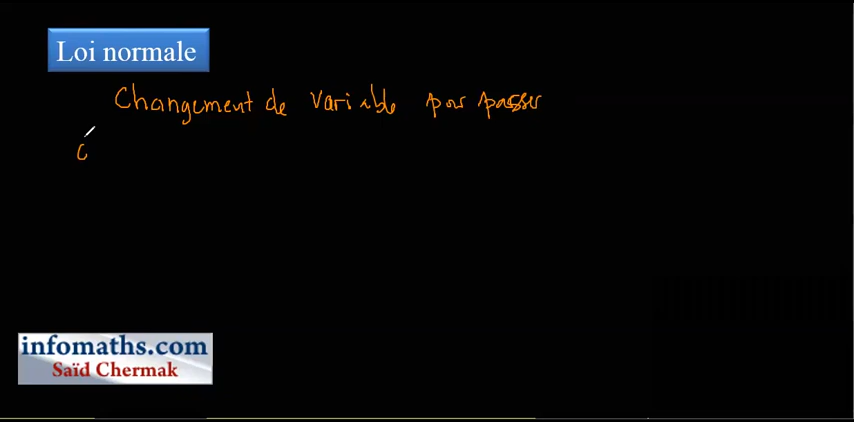 Loi normale
Changement de variable pour passer
infomaths.com
Saïd Chermak